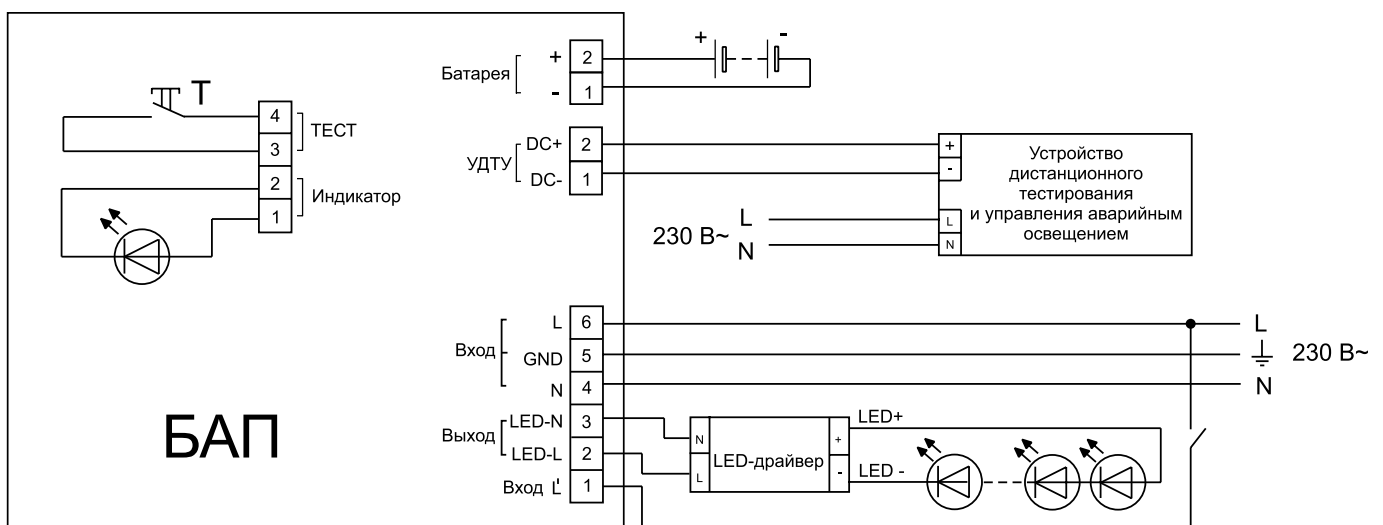 T
4
3
ТЕСТ
2
1
Индикатор
БАП
Батарея
+ 2
- 1
+ -
УДТУ
DC+ 2
DC- 1
+
-
L
N
Устройство
дистанционного
тестирования
и управления аварийным
освещением
230 В~
L
N
Вход
L 6
GND 5
N 4
L
N
230 В~
Выход
LED-N 3
LED-L 2
Вход L' 1
N
L
LED-драйвер
+
-
LED+
LED -